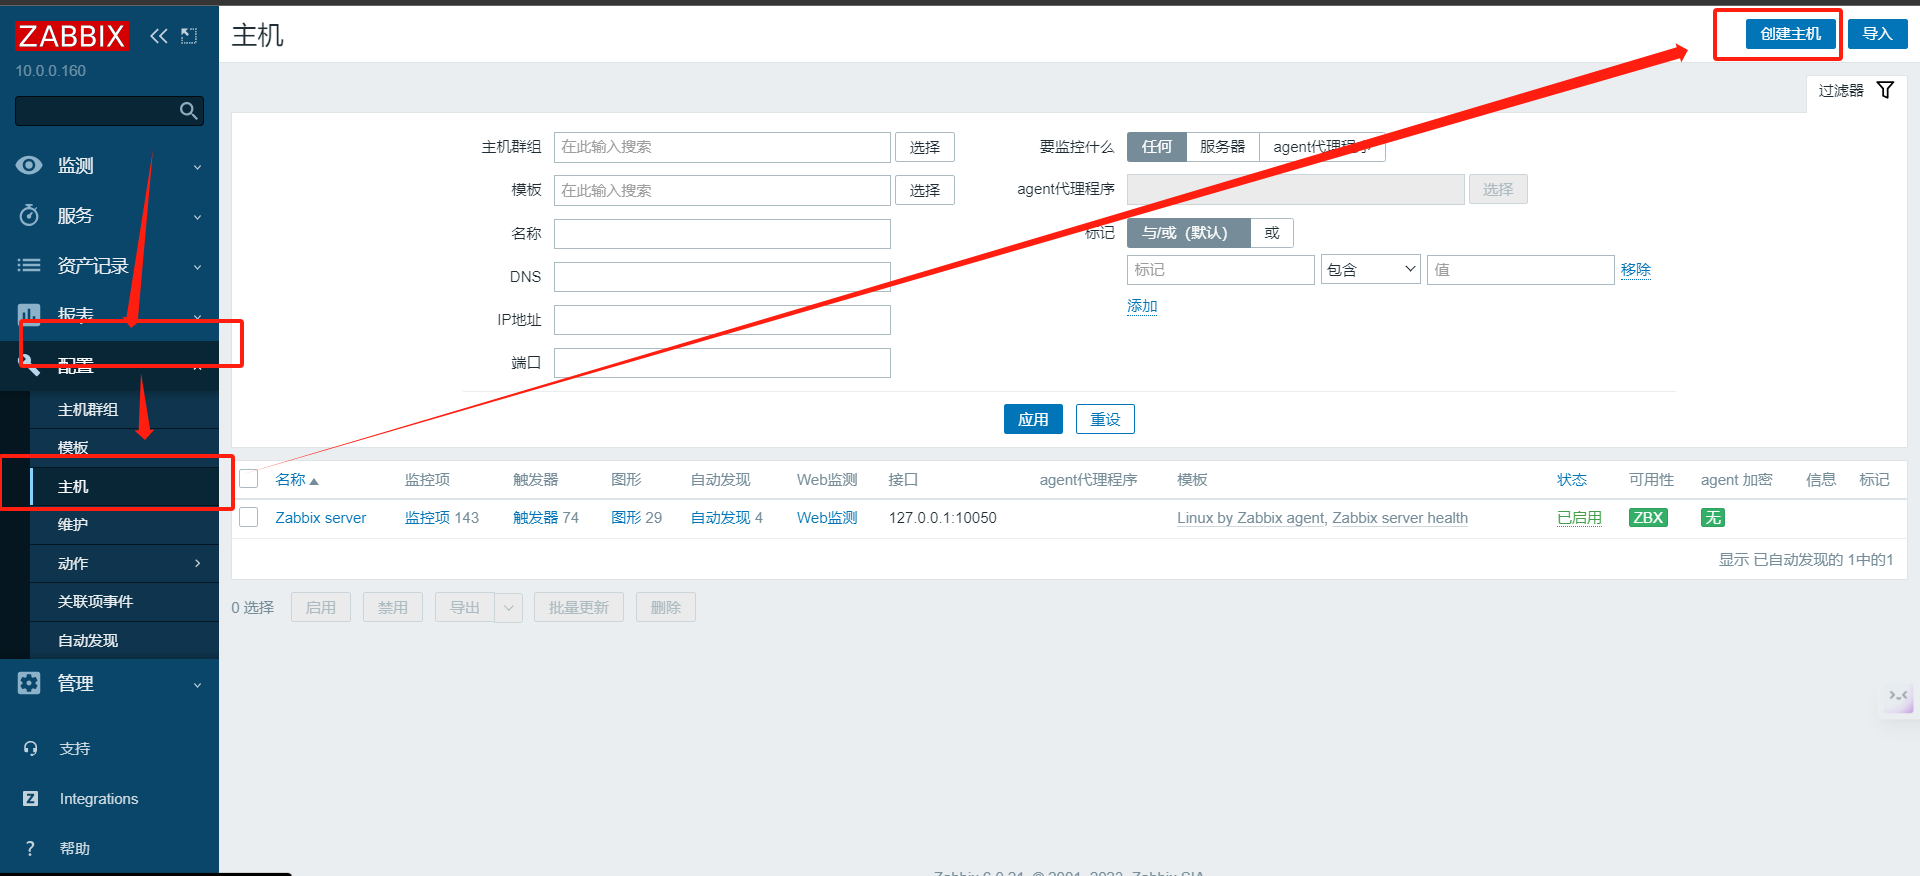 ZABBIX
10.0.0.160
监测
服务
资产记录
报表
配置
主机群组
模板
主机
维护
动作
关联项事件
自动发现
管理
支持
Integrations
帮助
主机
创建主机 导入
过滤器
主机群组 在此输入搜索 选择
模板 在此输入搜索 选择
名称
DNS
IP地址
端口
要监控什么 任何 服务器 agent代理程序
agent代理程序 选择
标记 与/或（默认） 或
标记 包含 值 移除
添加
应用 重设
名称 监控项 触发器 图形 自动发现 Web监测 接口 agent代理程序 模板 状态 可用性 agent 加密 信息 标记
Zabbix server 监控项 143 触发器 74 图形 29 自动发现 4 Web监测 127.0.0.1:10050 Linux by Zabbix agent, Zabbix server health 已启用 ZBX 无
显示 已自动发现的 1中的1
0 选择 启用 禁用 导出 批量更新 删除